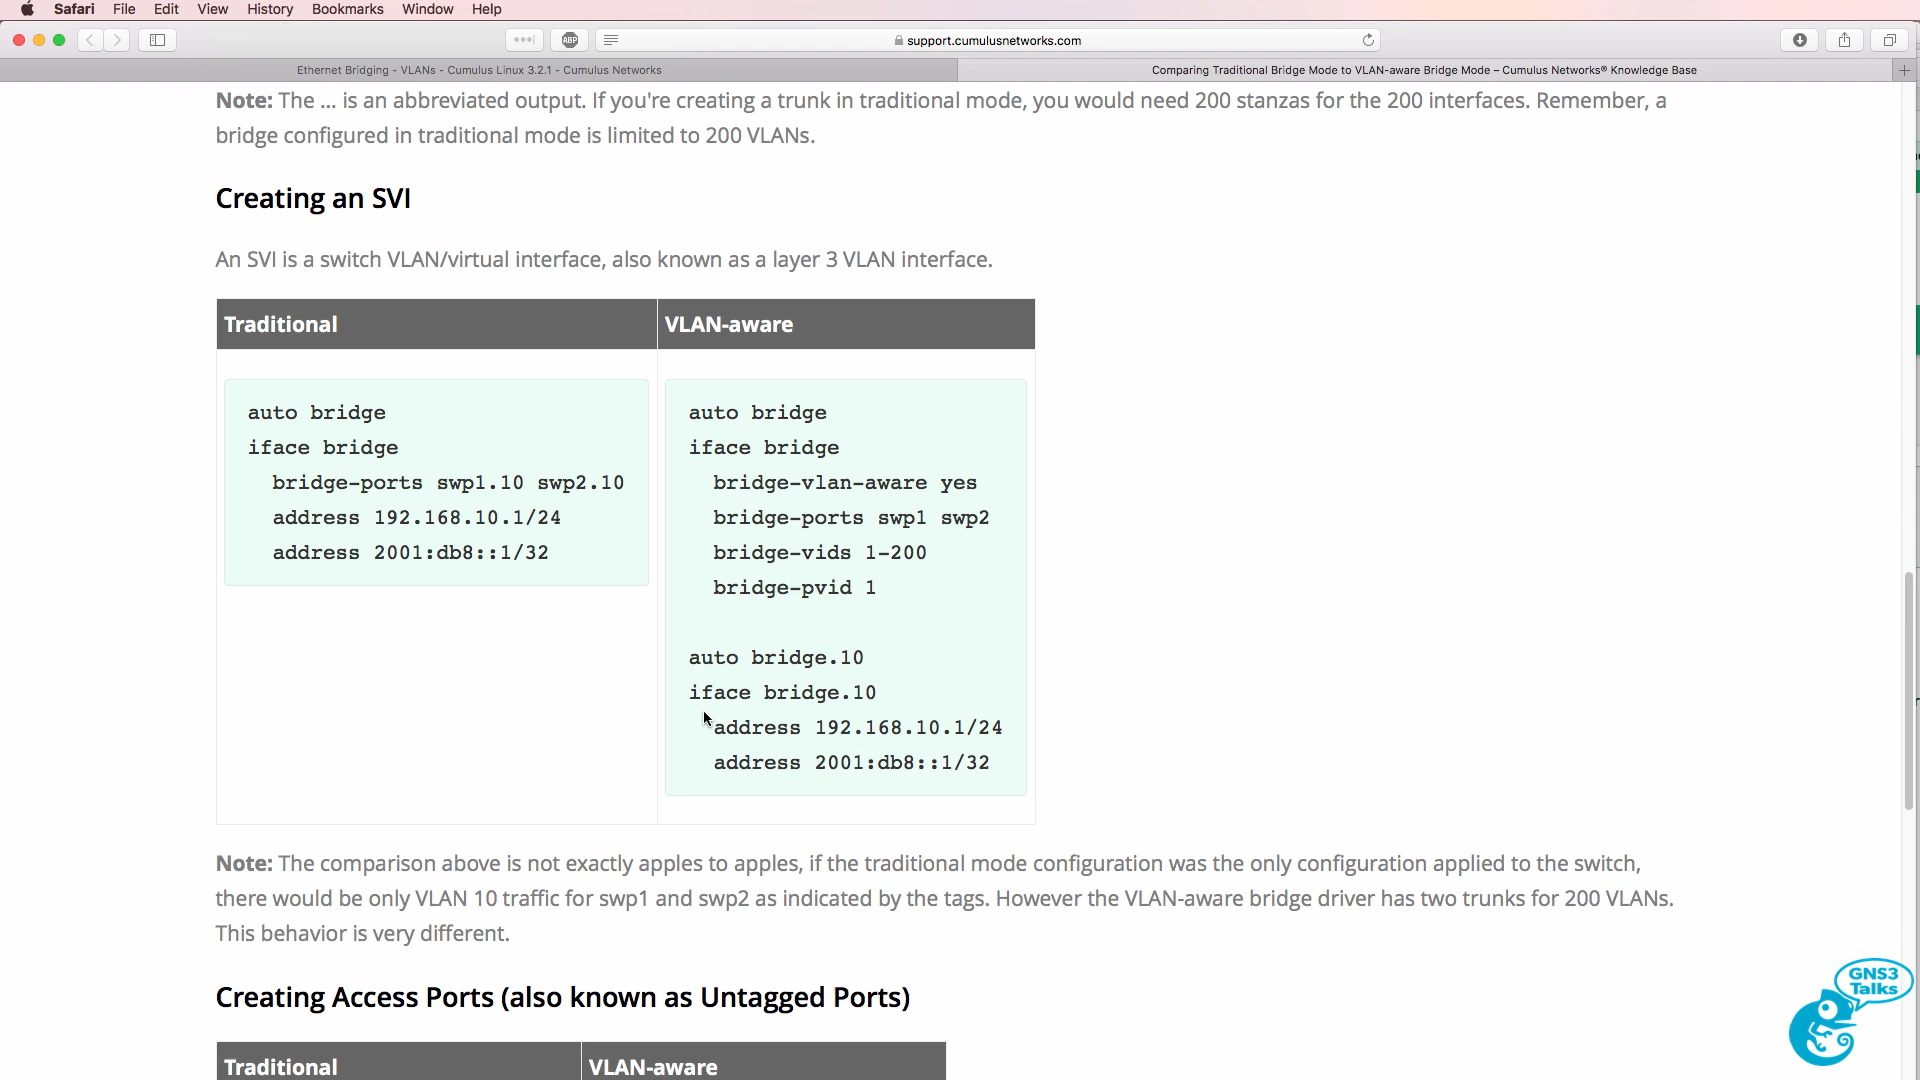 Safari File Edit View History Bookmarks Window Help
ABP
support.cumulusnetworks.com
Ethernet Bridging - VLANs - Cumulus Linux 3.2.1 - Cumulus Networks
Comparing Traditional Bridge Mode to VLAN-aware Bridge Mode – Cumulus Networks® Knowledge Base
Note: The ... is an abbreviated output. If you're creating a trunk in traditional mode, you would need 200 stanzas for the 200 interfaces. Remember, a
bridge configured in traditional mode is limited to 200 VLANs.
Creating an SVI
An SVI is a switch VLAN/virtual interface, also known as a layer 3 VLAN interface.
Traditional
auto bridge
iface bridge
bridge-ports swp1.10 swp2.10
address 192.168.10.1/24
address 2001:db8::1/32
VLAN-aware
auto bridge
iface bridge
bridge-vlan-aware yes
bridge-ports swp1 swp2
bridge-vids 1-200
bridge-pvid 1
auto bridge.10
iface bridge.10
address 192.168.10.1/24
address 2001:db8::1/32
Note: The comparison above is not exactly apples to apples, if the traditional mode configuration was the only configuration applied to the switch,
there would be only VLAN 10 traffic for swp1 and swp2 as indicated by the tags. However the VLAN-aware bridge driver has two trunks for 200 VLANs.
This behavior is very different.
Creating Access Ports (also known as Untagged Ports)
Traditional
VLAN-aware
GNS3
Talks